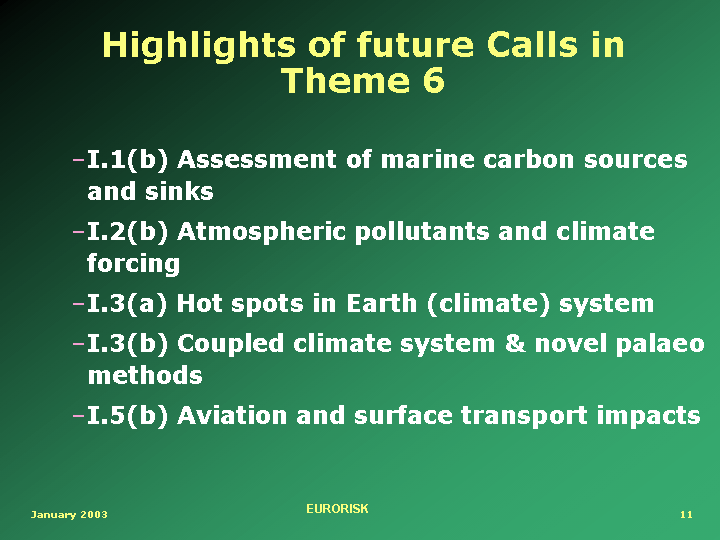 Highlights of future Calls in
Theme 6
–I.1(b) Assessment of marine carbon sources
and sinks
–I.2(b) Atmospheric pollutants and climate
forcing
–I.3(a) Hot spots in Earth (climate) system
–I.3(b) Coupled climate system & novel palaeo
methods
–I.5(b) Aviation and surface transport impacts
January 2003
EURORISK
11